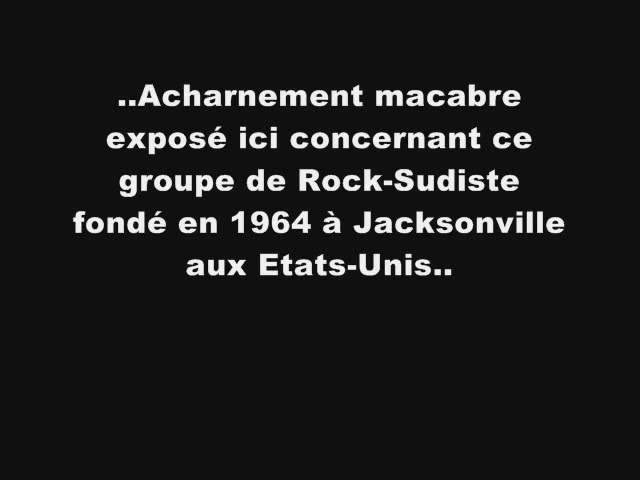 ..Acharnement macabre
exposé ici concernant ce
groupe de Rock-Sudiste
fondé en 1964 à Jacksonville
aux Etats-Unis..